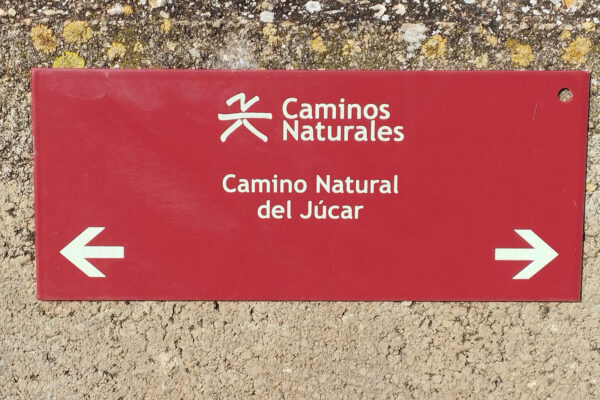 Caminos
Naturales
Camino Natural
del Júcar